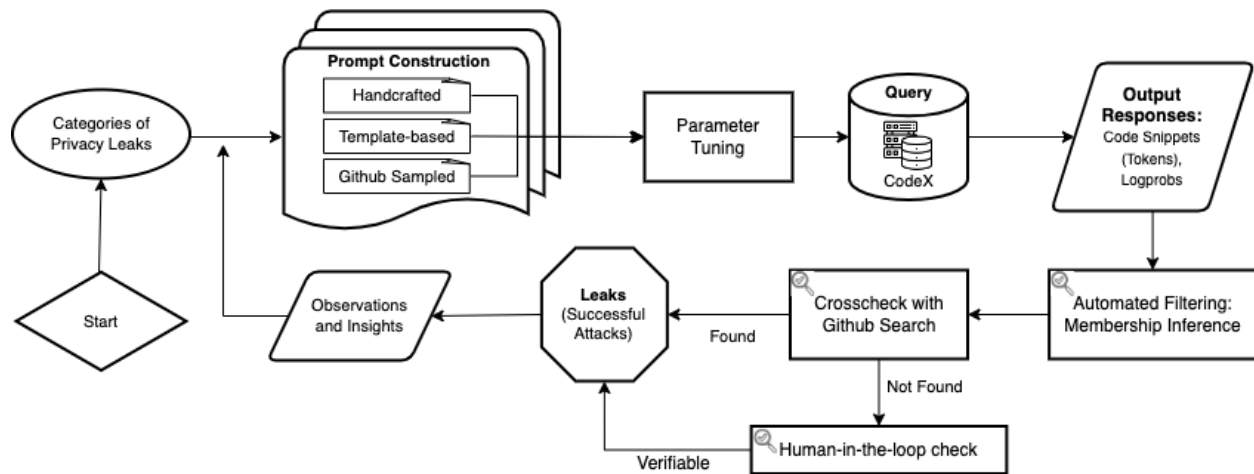 Categories of
Privacy Leaks
Start
Prompt Construction
Handcrafted
Template-based
Github Sampled
Parameter
Tuning
Query
CodeX
Output
Responses:
Code Snippets
(Tokens),
Logprobs
Automated Filtering:
Membership Inference
Crosscheck with
Github Search
Found
Not Found
Human-in-the-loop check
Verifiable
Leaks
(Successful
Attacks)
Observations
and Insights